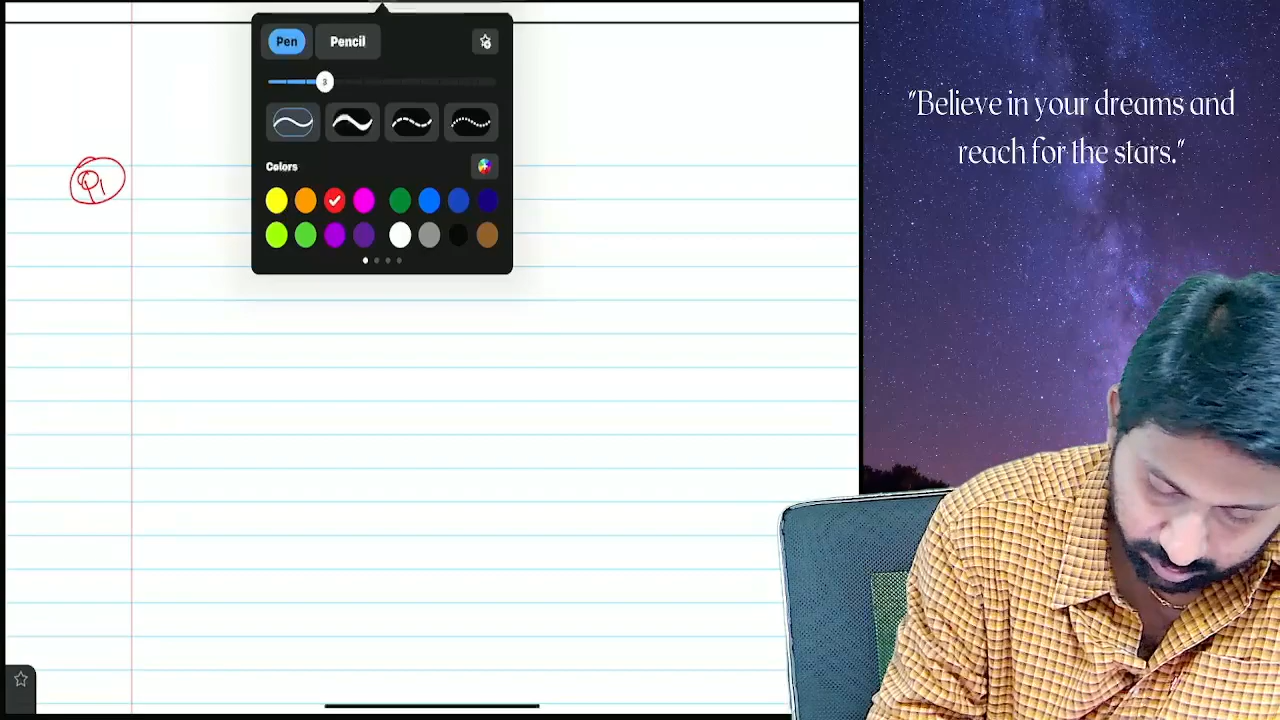 Pen
Pencil
3
Colors
Q1
"Believe in your dreams and
reach for the stars."